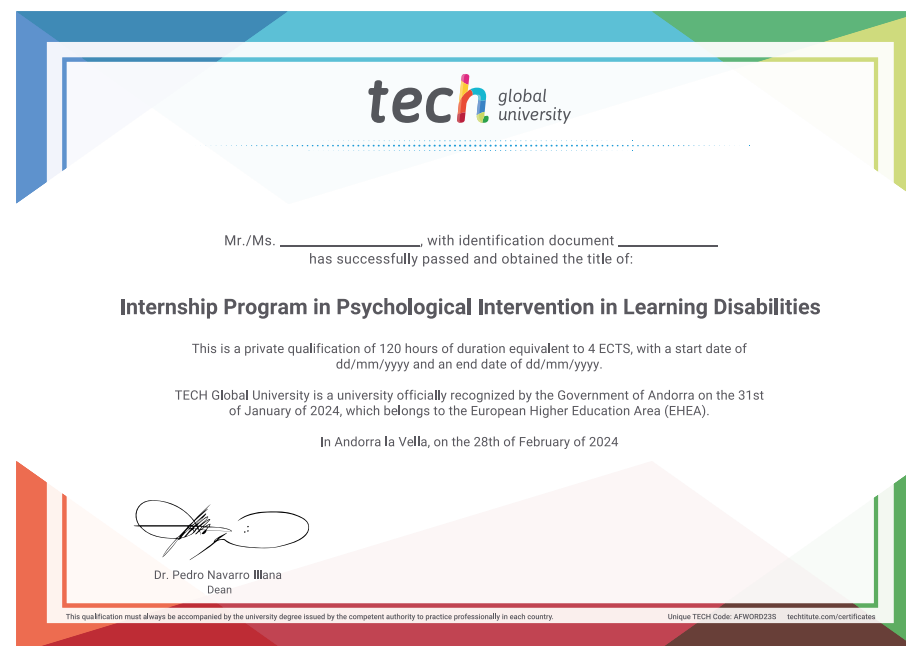 tech global university
Mr./Ms. ____________, with identification document ____________
has successfully passed and obtained the title of:
Internship Program in Psychological Intervention in Learning Disabilities
This is a private qualification of 120 hours of duration equivalent to 4 ECTS, with a start date of
dd/mm/yyyy and an end date of dd/mm/yyyy.
TECH Global University is a university officially recognized by the Government of Andorra on the 31st
of January of 2024, which belongs to the European Higher Education Area (EHEA).
In Andorra la Vella, on the 28th of February of 2024
Dr. Pedro Navarro Illana
Dean
This qualification must always be accompanied by the university degree issued by the competent authority to practice professionally in each country.
Unique TECH Code: AFWORD23S techtitute.com/certificates